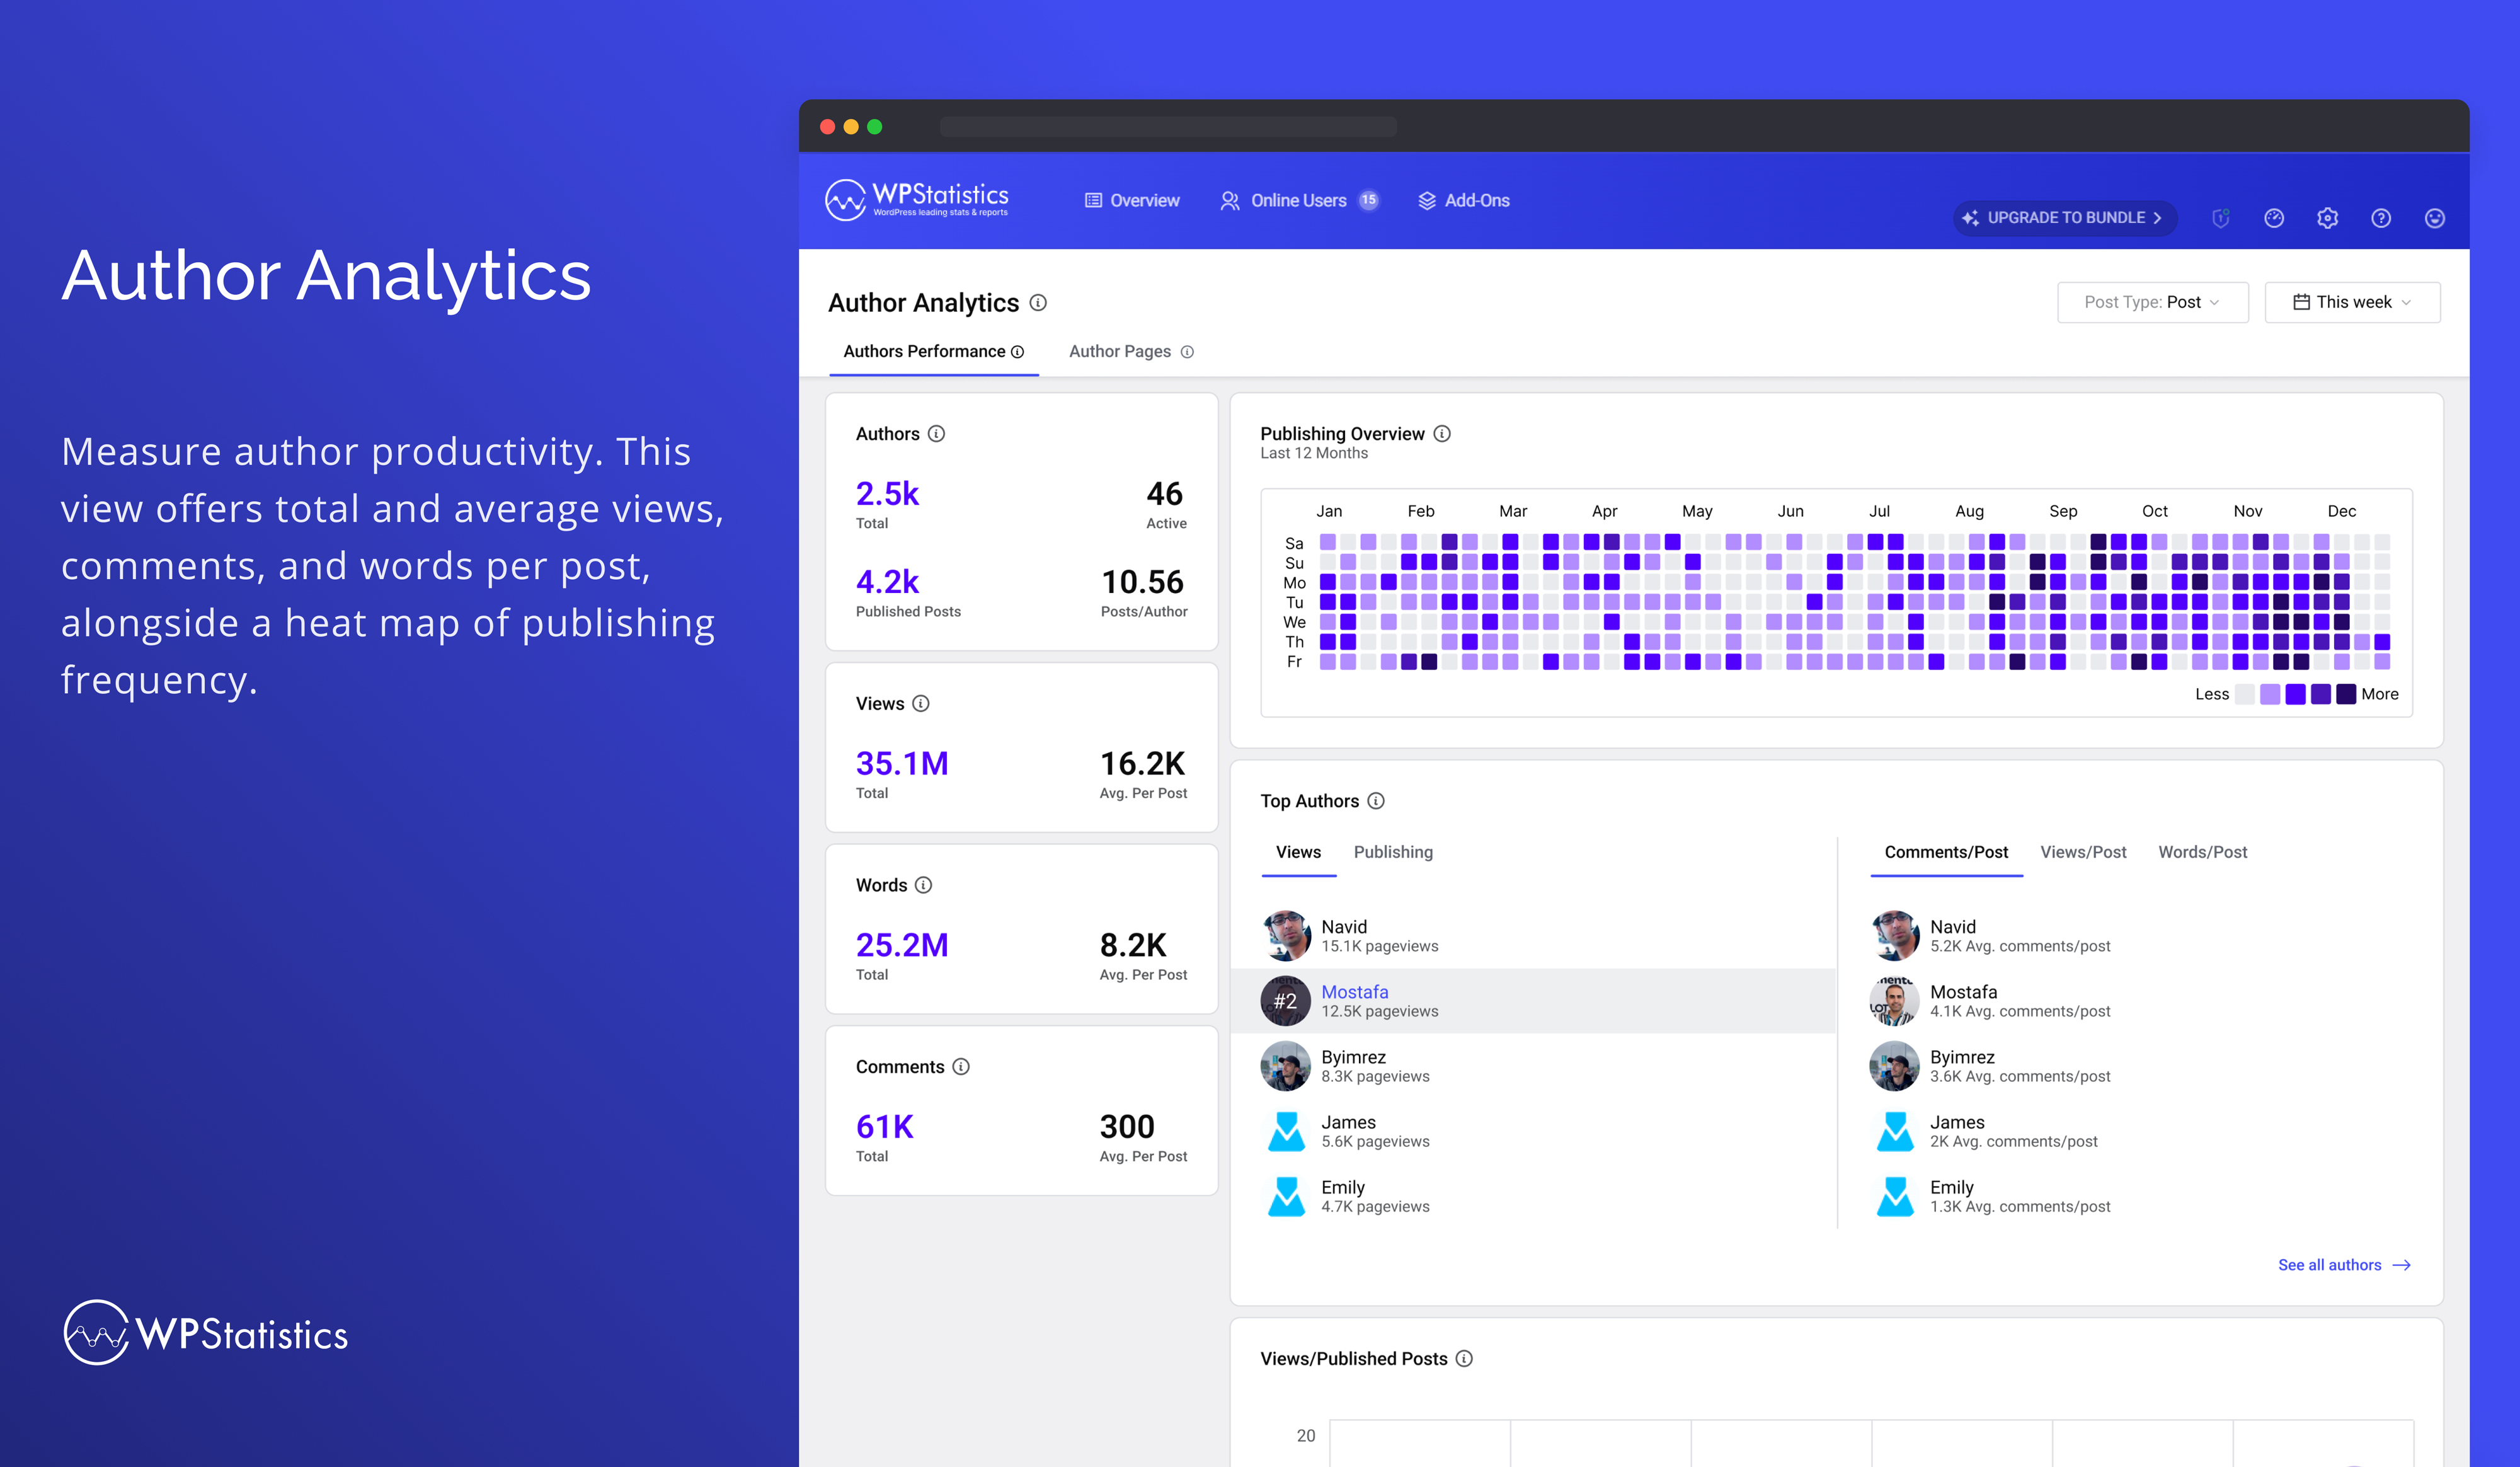 Author Analytics
Measure author productivity. This
view offers total and average views,
comments, and words per post,
alongside a heat map of publishing
frequency.
WPStatistics
WPStatistics
WordPress leading stats & reports
Overview
Online Users 15
Add-Ons
UPGRADE TO BUNDLE
Author Analytics
Post Type: Post
This week
Authors Performance
Author Pages
Authors
2.5k
Total
46
Active
4.2k
Published Posts
10.56
Posts/Author
Views
35.1M
Total
16.2K
Avg. Per Post
Words
25.2M
Total
8.2K
Avg. Per Post
Comments
61K
Total
300
Avg. Per Post
Publishing Overview
Last 12 Months
Jan Feb Mar Apr May Jun Jul Aug Sep Oct Nov Dec
Sa
Su
Mo
Tu
We
Th
Fr
Less More
Top Authors
Views Publishing
Navid
15.1K pageviews
#2
Mostafa
12.5K pageviews
Byimrez
8.3K pageviews
James
5.6K pageviews
Emily
4.7K pageviews
Comments/Post Views/Post Words/Post
Navid
5.2K Avg. comments/post
Mostafa
4.1K Avg. comments/post
Byimrez
3.6K Avg. comments/post
James
2K Avg. comments/post
Emily
1.3K Avg. comments/post
See all authors
Views/Published Posts
20